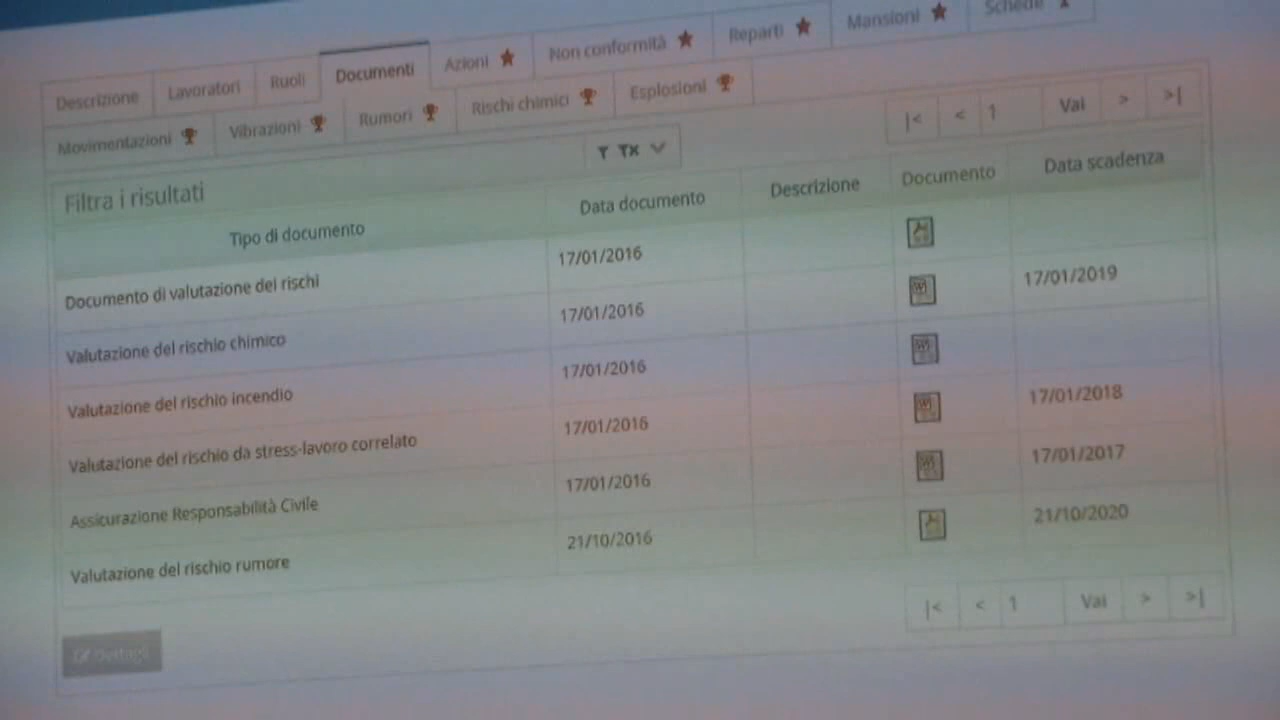 Descrizione Lavoratori Ruoli Documenti Azioni Non conformità Reparti Mansioni Schede
Movimentazioni Vibrazioni Rumori Rischi chimici Esplosioni
|< < 1 Vai > >|
Filtra i risultati
Tipo di documento Data documento Descrizione Documento Data scadenza
Documento di valutazione dei rischi 17/01/2016
Valutazione del rischio chimico 17/01/2016 17/01/2019
Valutazione del rischio incendio 17/01/2016
Valutazione del rischio da stress-lavoro correlato 17/01/2016 17/01/2018
Assicurazione Responsabilità Civile 17/01/2016 17/01/2017
Valutazione del rischio rumore 21/10/2016 21/10/2020
|< < 1 Vai > >|
Dettagli